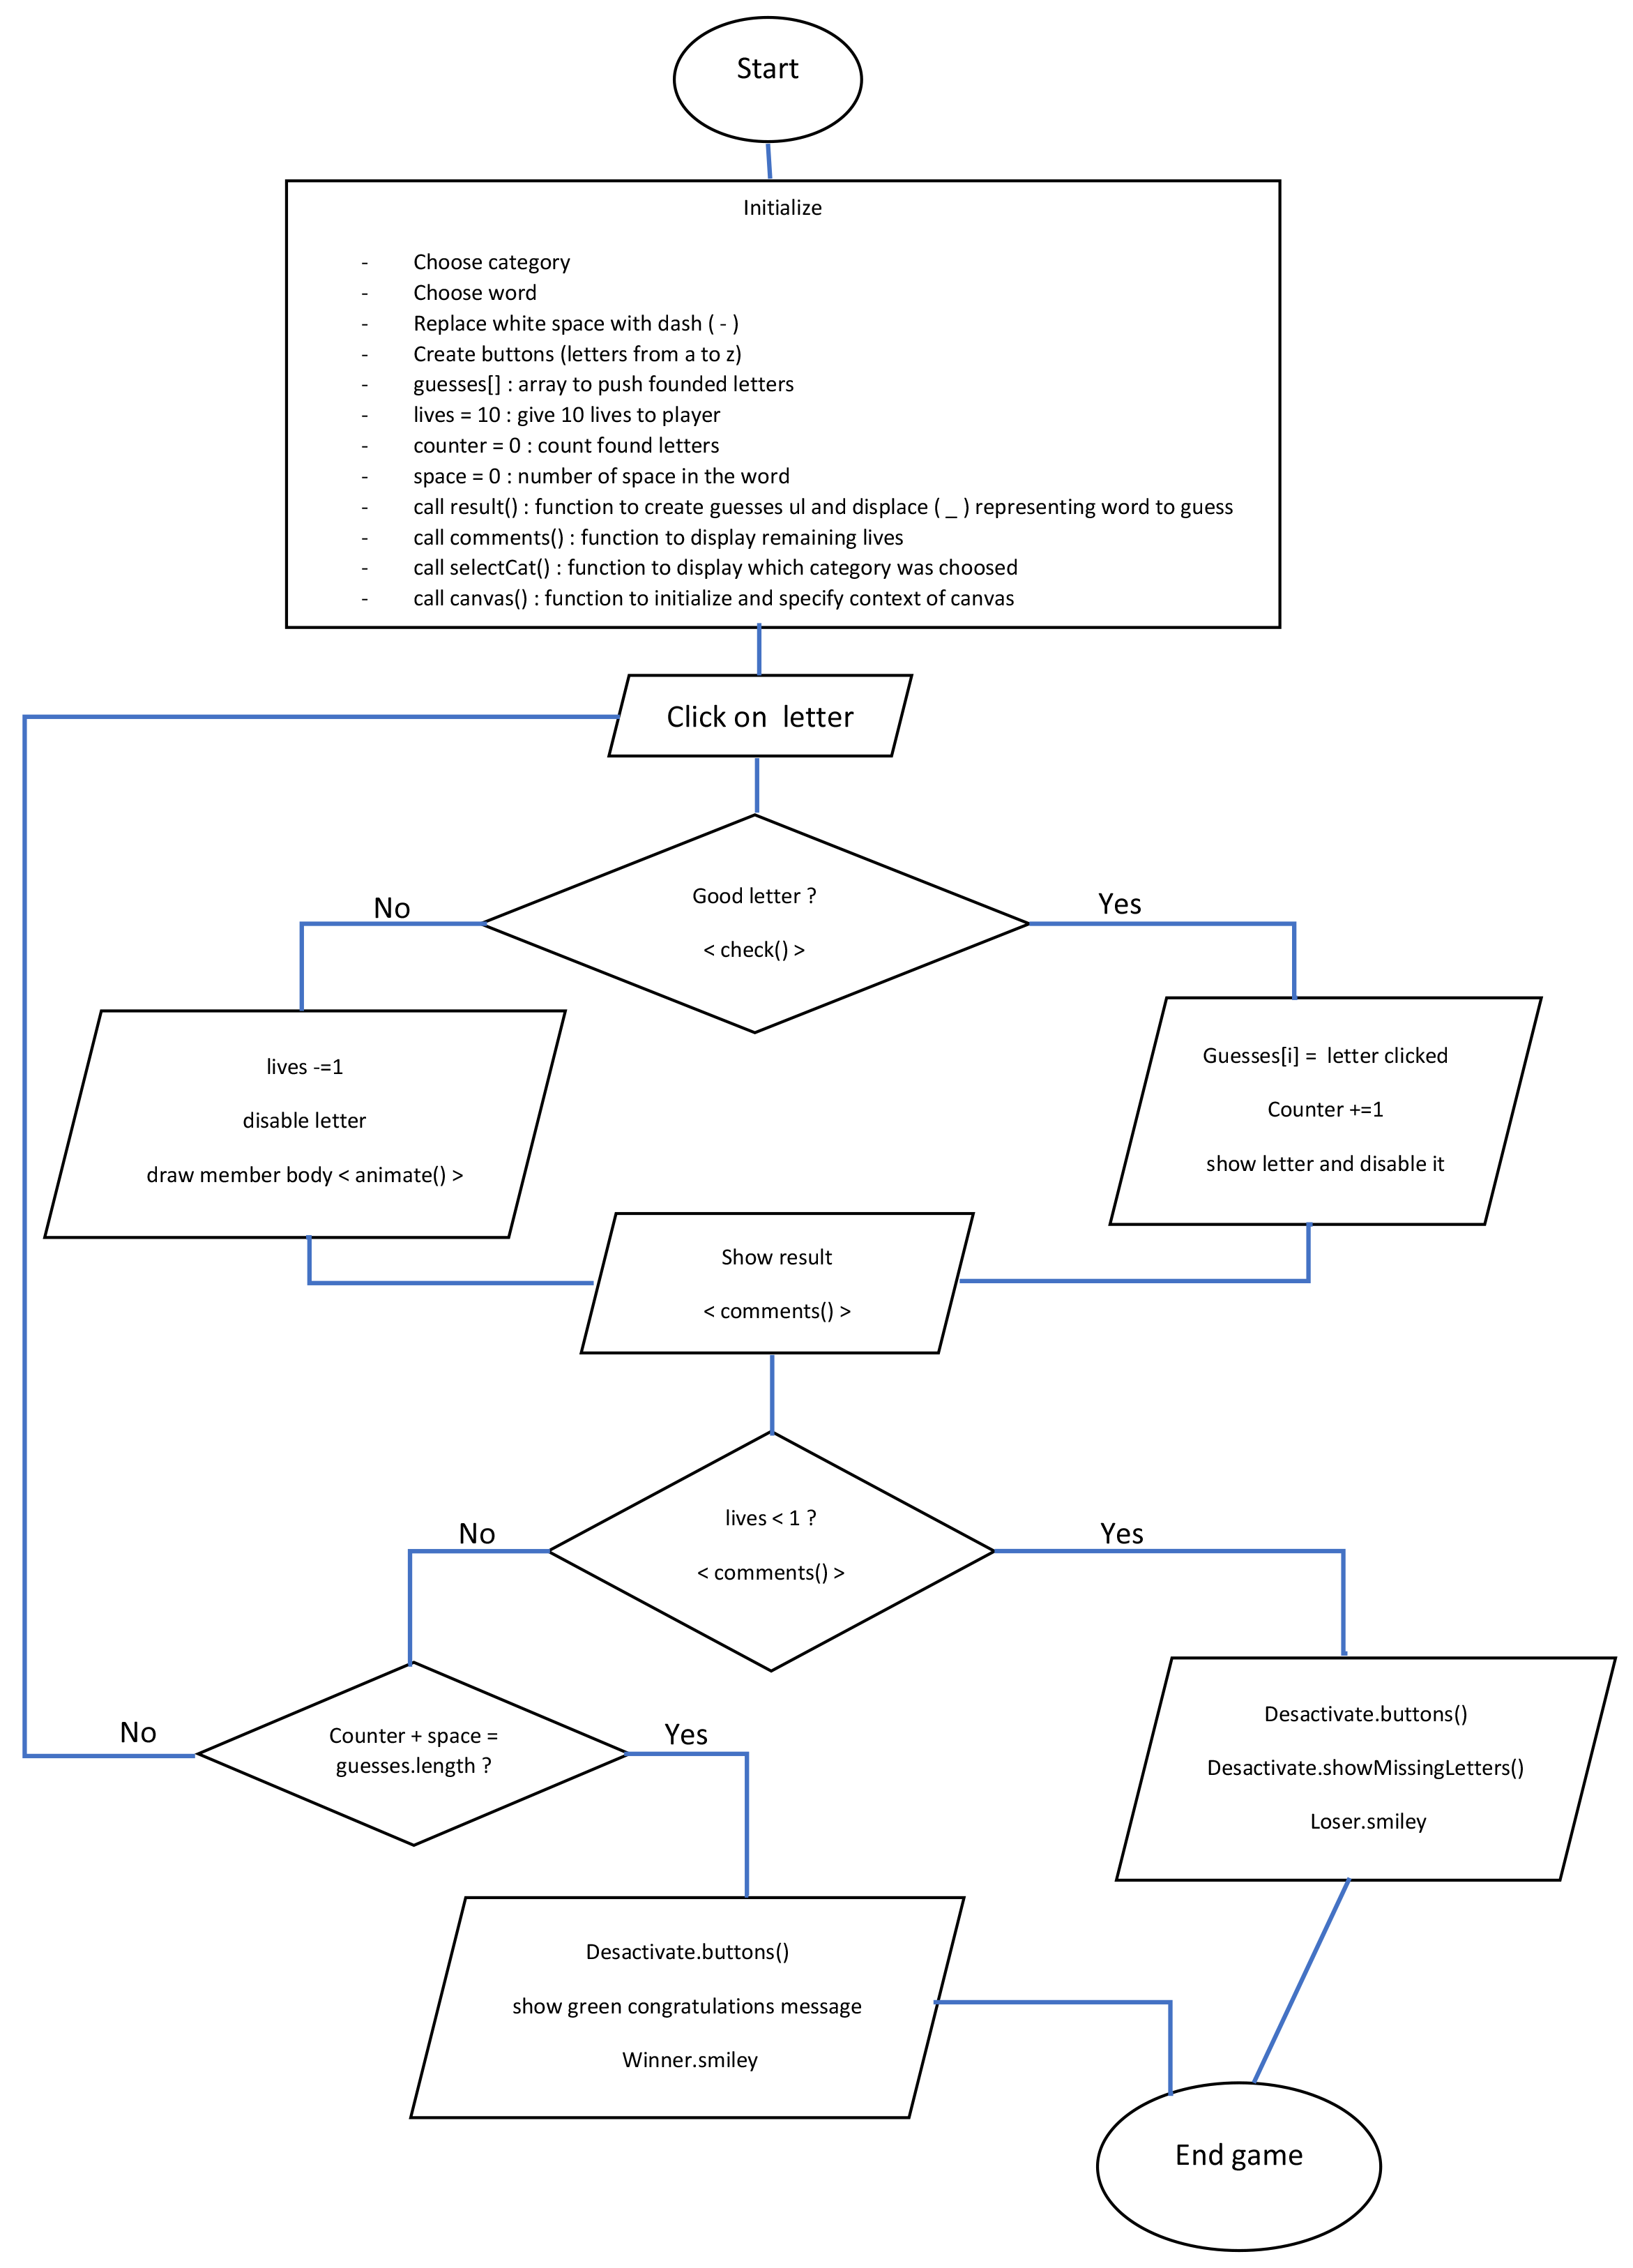 Start
Initialize
- Choose category
- Choose word
- Replace white space with dash ( - )
- Create buttons (letters from a to z)
- guesses[] : array to push founded letters
- lives = 10 : give 10 lives to player
- counter = 0 : count found letters
- space = 0 : number of space in the word
- call result() : function to create guesses ul and displace ( _ ) representing word to guess
- call comments() : function to display remaining lives
- call selectCat() : function to display which category was choosed
- call canvas() : function to initialize and specify context of canvas
Click on letter
Good letter ?
< check() >
No
Yes
lives -=1
disable letter
draw member body < animate() >
Guesses[i] = letter clicked
Counter +=1
show letter and disable it
Show result
< comments() >
lives < 1 ?
< comments() >
No
Yes
Counter + space =
guesses.length ?
No
Yes
Desactivate.buttons()
Desactivate.showMissingLetters()
Loser.smiley
Desactivate.buttons()
show green congratulations message
Winner.smiley
End game